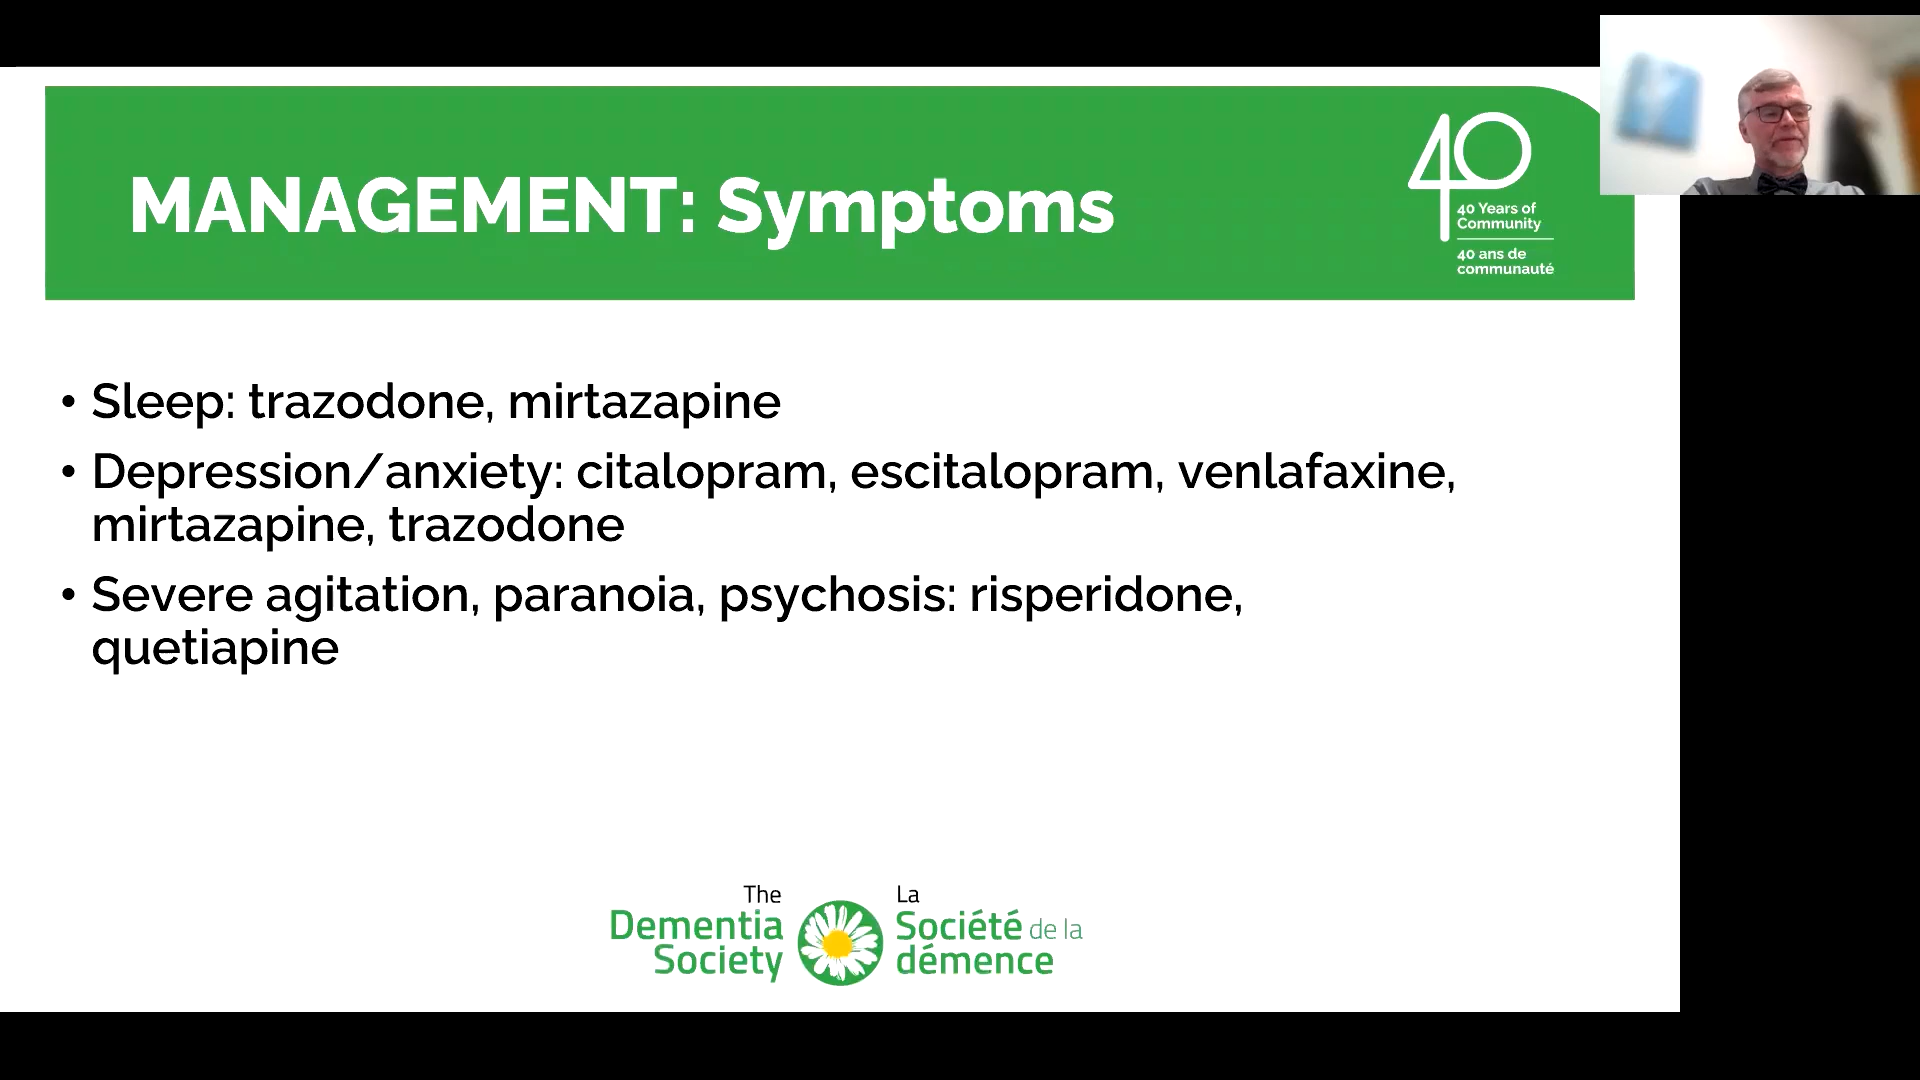 MANAGEMENT: Symptoms
40
40 Years of
Community
40 ans de
communauté
• Sleep: trazodone, mirtazapine
• Depression/anxiety: citalopram, escitalopram, venlafaxine,
mirtazapine, trazodone
• Severe agitation, paranoia, psychosis: risperidone,
quetiapine
The
Dementia
Society
La
Société de la
démence